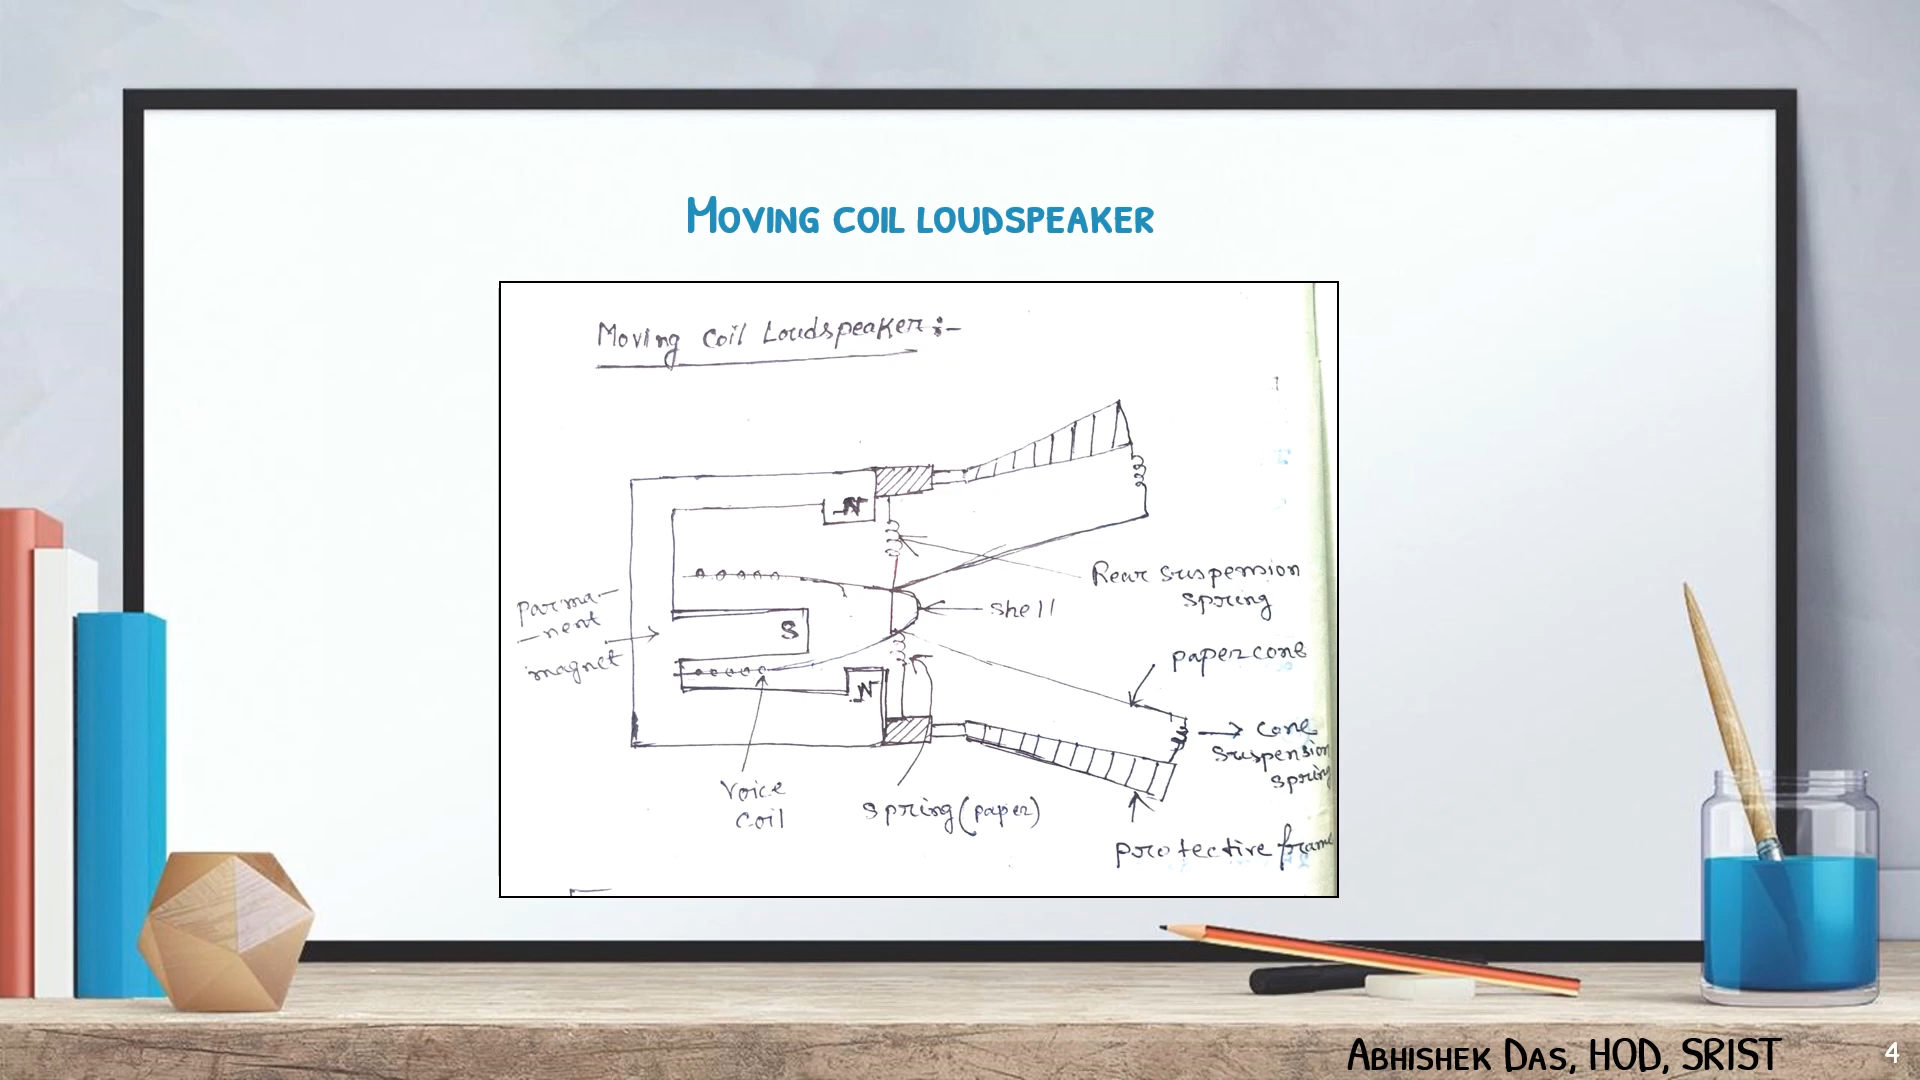 MOVING COIL LOUDSPEAKER
Moving Coil Loudspeaker :-
N
Rear suspension
spring
Parma-
-nent
magnet
shell
S
paper cone
N
cone
suspension
spring
Voice
coil
spring (paper)
protective frame
ABHISHEK DAS, HOD, SRIST
4